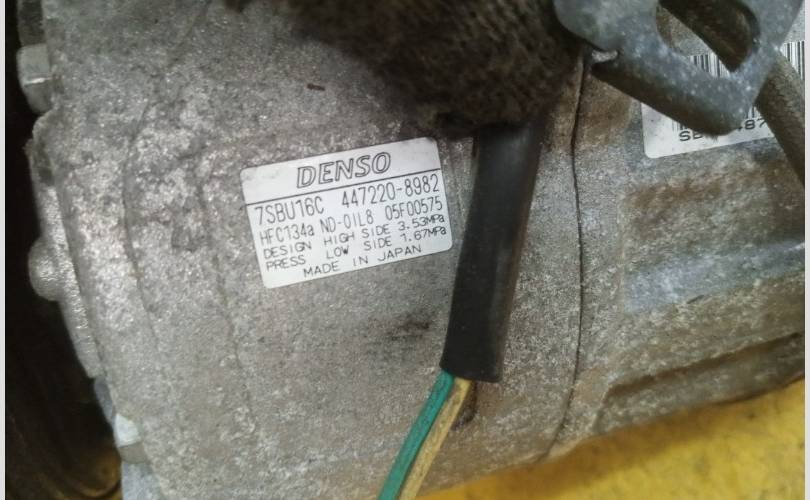 DENSO
7SBU16C 447220-8982
HFC134a ND-OIL8 05F00575
DESIGN HIGH SIDE 3.53MPa
PRESS LOW SIDE 1.67MPa
MADE IN JAPAN